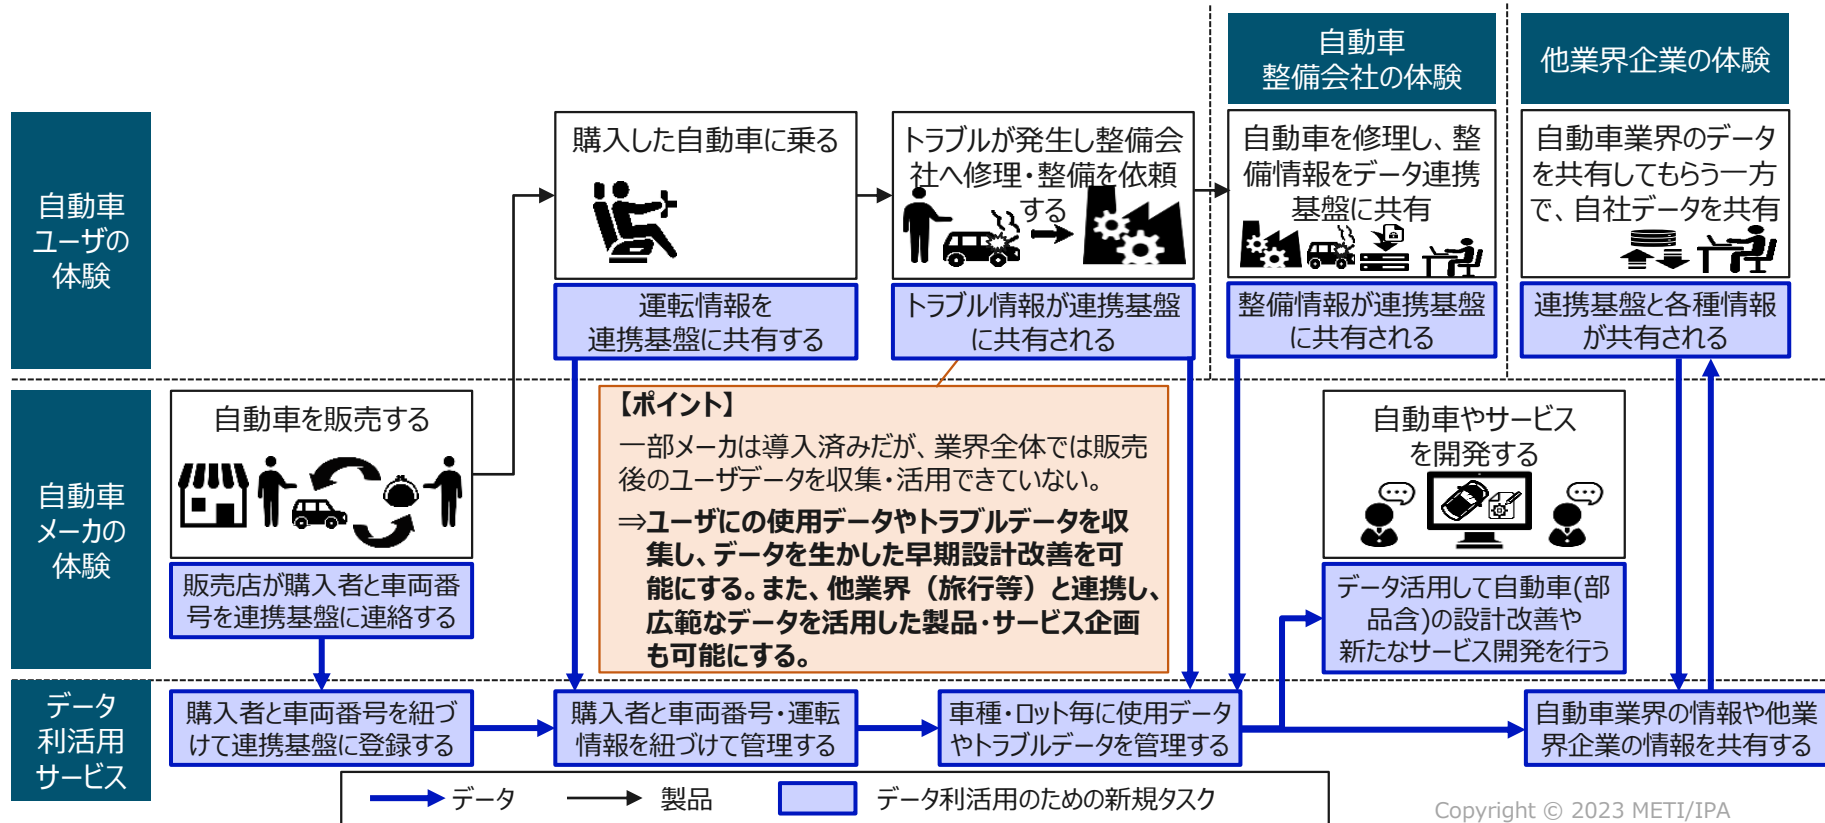 自動車
整備会社の体験
他業界企業の体験
自動車
ユーザの
体験
購入した自動車に乗る
トラブルが発生し整備会
社へ修理・整備を依頼
する
自動車を修理し、整
備情報をデータ連携
基盤に共有
自動車業界のデータ
を共有してもらう一方
で、自社データを共有
運転情報を
連携基盤に共有する
トラブル情報が連携基盤
に共有される
整備情報が連携基盤
に共有される
連携基盤と各種情報
が共有される
自動車
メーカの
体験
自動車を販売する
販売店が購入者と車両番
号を連携基盤に連絡する
【ポイント】
一部メーカは導入済みだが、業界全体では販売
後のユーザデータを収集・活用できていない。
⇒ユーザにの使用データやトラブルデータを収
集し、データを生かした早期設計改善を可
能にする。また、他業界（旅行等）と連携し、
広範なデータを活用した製品・サービス企画
も可能にする。
自動車やサービス
を開発する
データ活用して自動車(部
品含)の設計改善や
新たなサービス開発を行う
データ
利活用
サービス
購入者と車両番号を紐づ
けて連携基盤に登録する
購入者と車両番号・運転
情報を紐づけて管理する
車種・ロット毎に使用データ
やトラブルデータを管理する
自動車業界の情報や他業
界企業の情報を共有する
データ
製品
データ利活用のための新規タスク
Copyright © 2023 METI/IPA